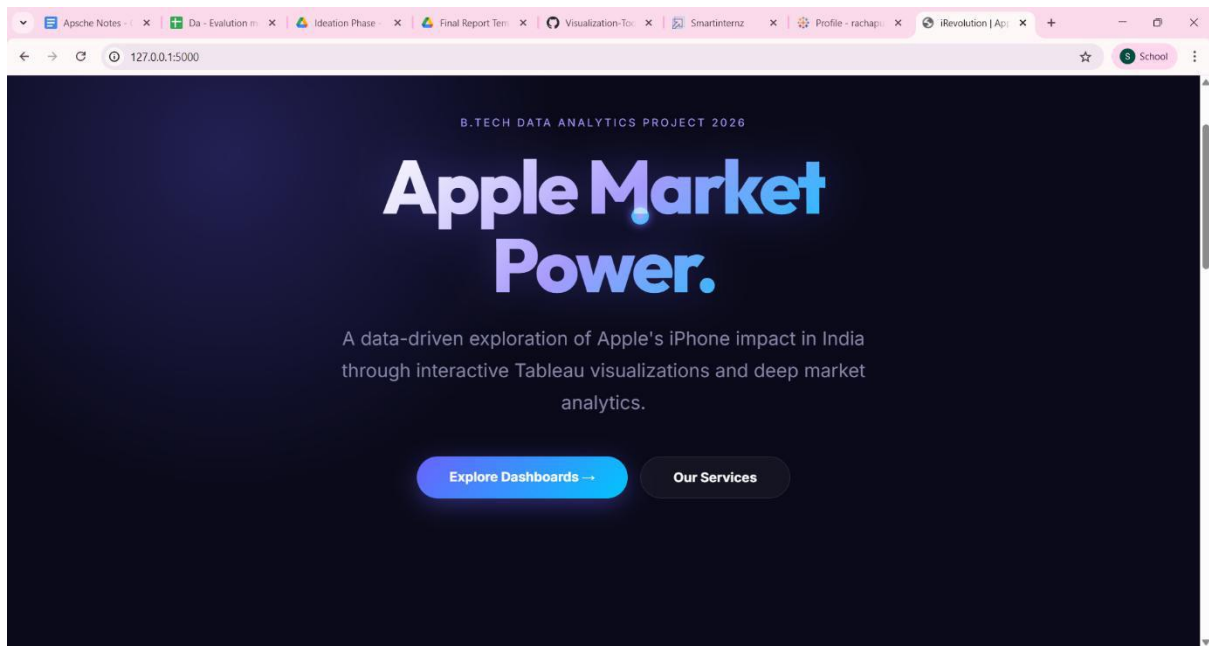 Apsche Notes -
Da - Evalution m
Ideation Phase -
Final Report Tem
Visualization-Too
Smartinternz
Profile - rachapu
iRevolution | Ap
127.0.0.1:5000
S School
B.TECH DATA ANALYTICS PROJECT 2026
Apple Market
Power.
A data-driven exploration of Apple's iPhone impact in India
through interactive Tableau visualizations and deep market
analytics.
Explore Dashboards →
Our Services